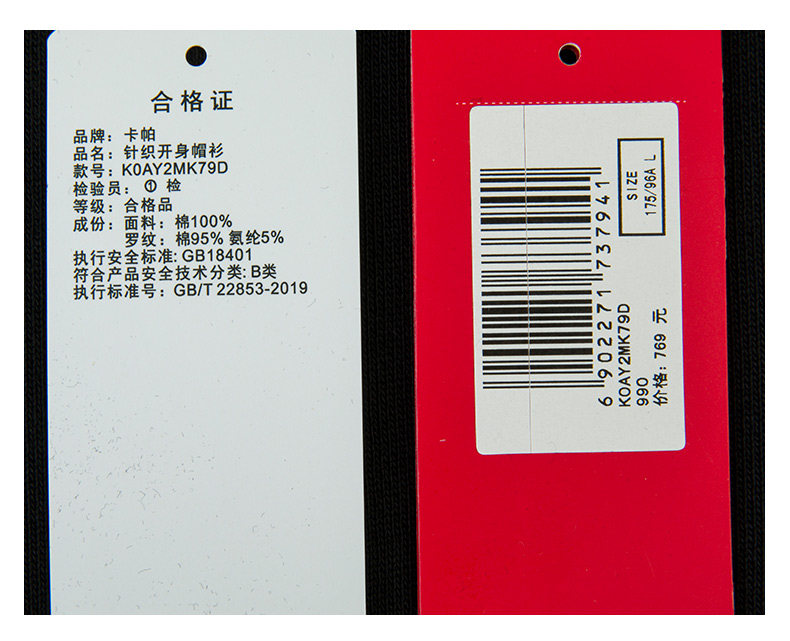 合格证
品牌：卡帕
品名：针织开身帽衫
款号：K0AY2MK79D
检验员：① 检
等级：合格品
成份：面料：棉100%
罗纹：棉95% 氨纶5%
执行安全标准：GB18401
符合产品安全技术分类：B类
执行标准号：GB/T 22853-2019
SIZE
175/96A L
6 902271 737941
K0AY2MK79D
990
价格：769 元